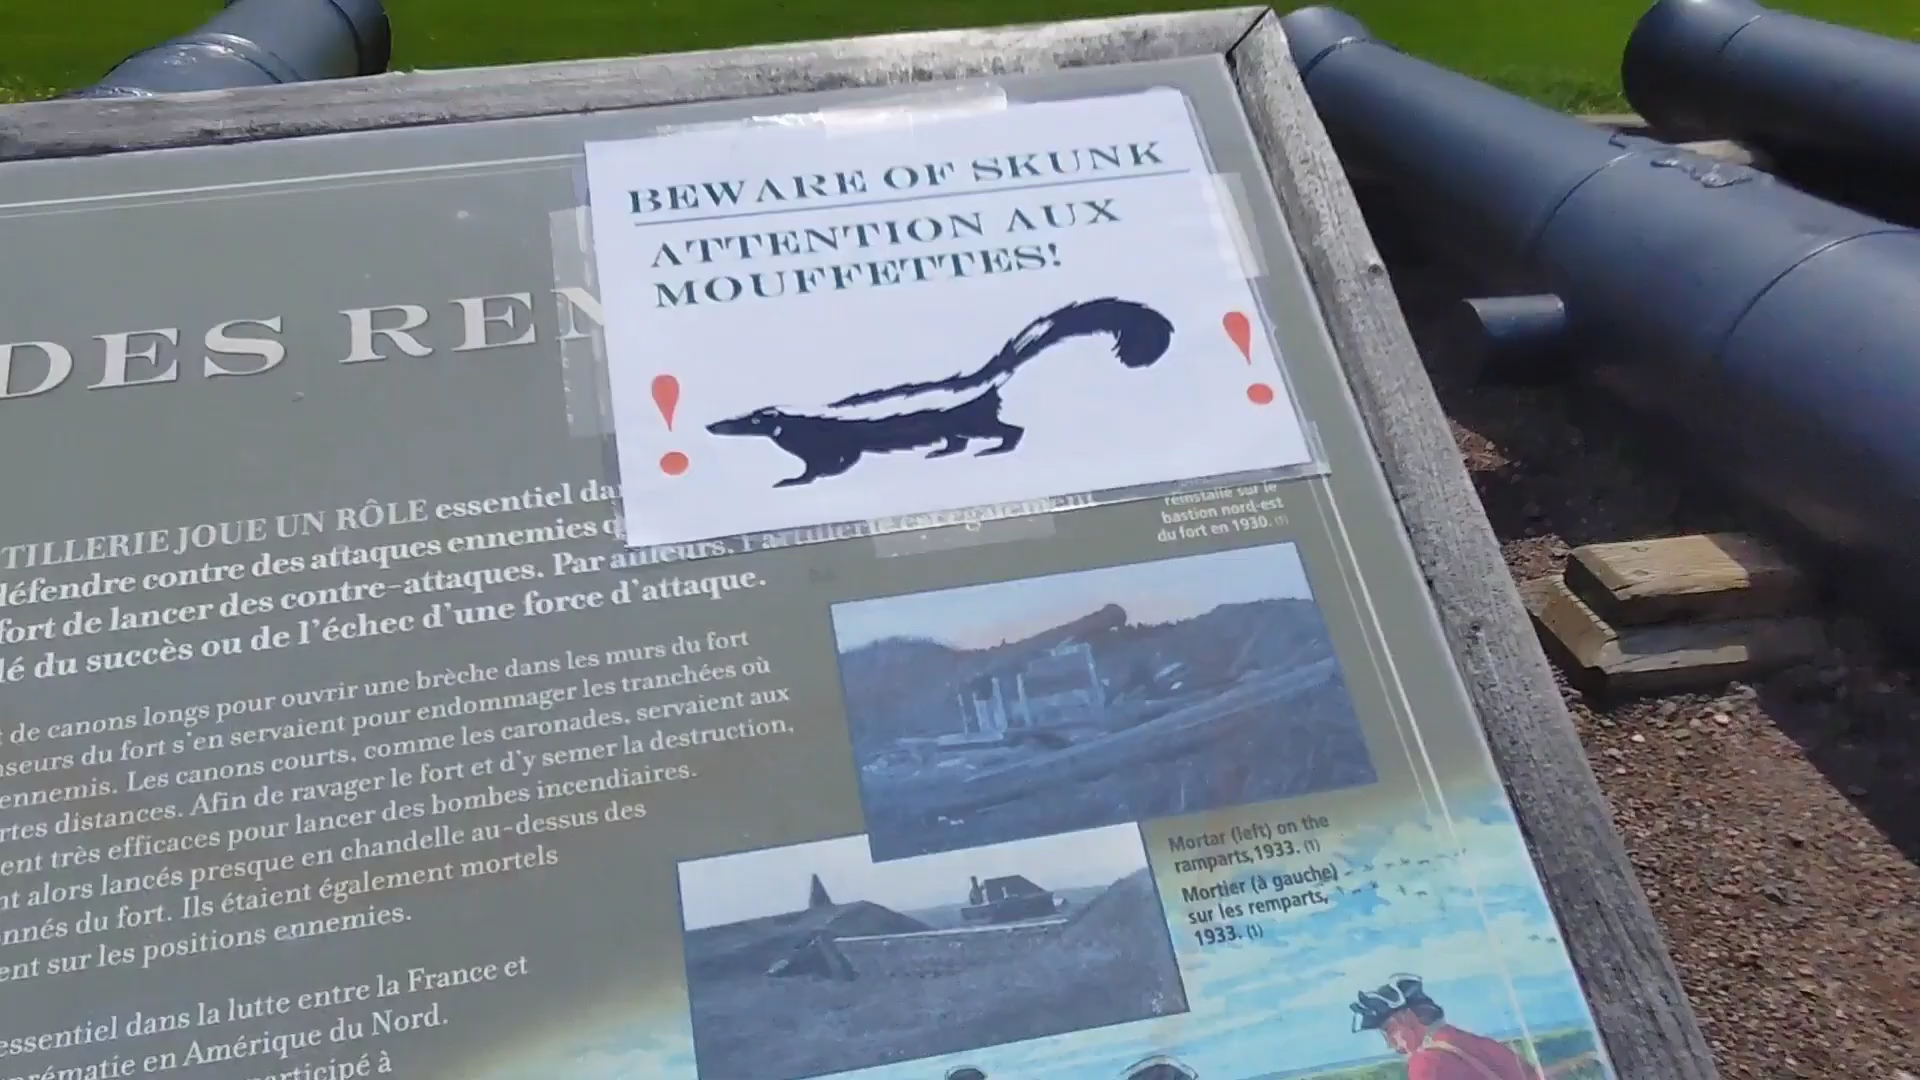 BEWARE OF SKUNK
ATTENTION AUX
MOUFFETTES!
DES
TILLERIE JOUE UN RÔLE essentiel
défendre contre des attaques ennemies
fort de lancer des contre-attaques. Par ailleurs, l'artillerie est également
lé du succès ou de l'échec d'une force d'attaque.
de canons longs pour ouvrir une brèche dans les murs du fort
nseurs du fort s'en servaient pour endommager les tranchées où
ennemis. Les canons courts, comme les caronades, servaient aux
rtes distances. Afin de ravager le fort et d'y semer la destruction,
ent très efficaces pour lancer des bombes incendiaires.
nt alors lancés presque en chandelle au-dessus des
nnés du fort. Ils étaient également mortels
ent sur les positions ennemies.
essentiel dans la lutte entre la France et
prématie en Amérique du Nord.
articipé à
réinstallé sur le
bastion nord-est
du fort en 1930. (1)
Mortar (left) on the
ramparts, 1933. (1)
Mortier (à gauche)
sur les remparts,
1933. (1)